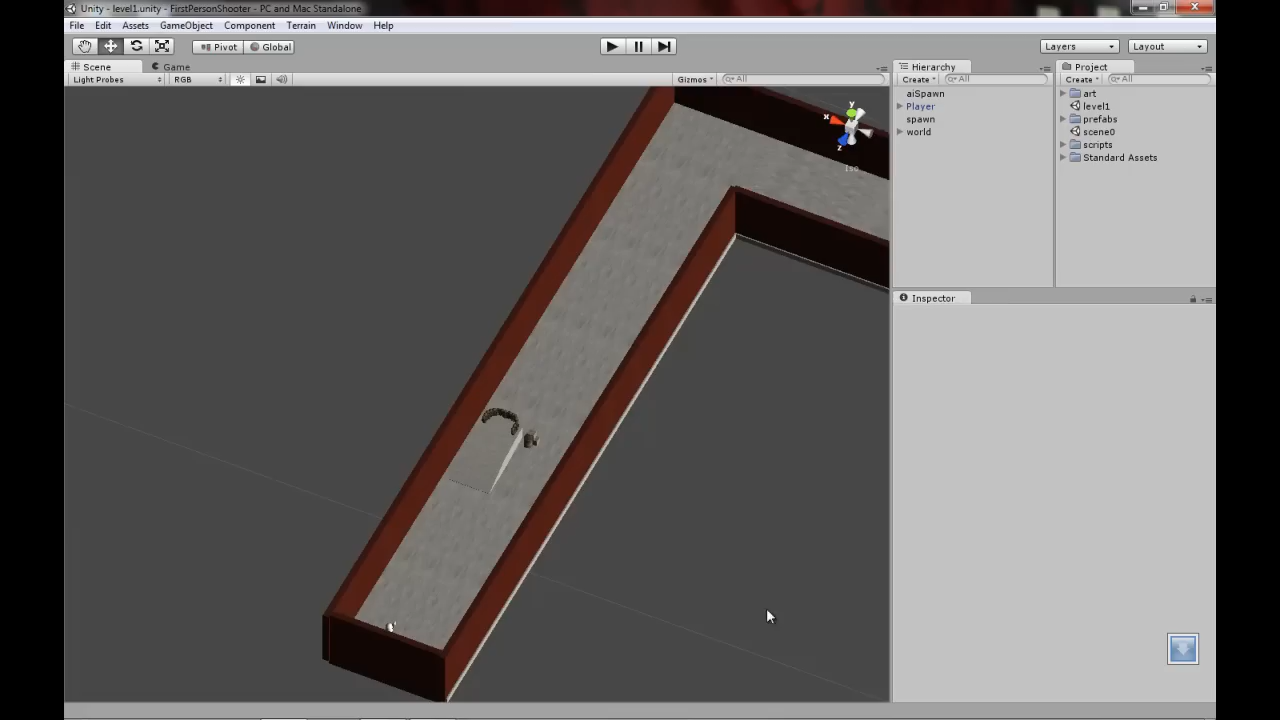 Unity - level1.unity - FirstPersonShooter - PC and Mac Standalone
File Edit Assets GameObject Component Terrain Window Help
Pivot Global Layers Layout
Scene Game Hierarchy Project
Light Probes RGB Gizmos All Create All Create All
aiSpawn
Player
spawn
world
art
level1
prefabs
scene0
scripts
Standard Assets
Inspector
x y z
Iso